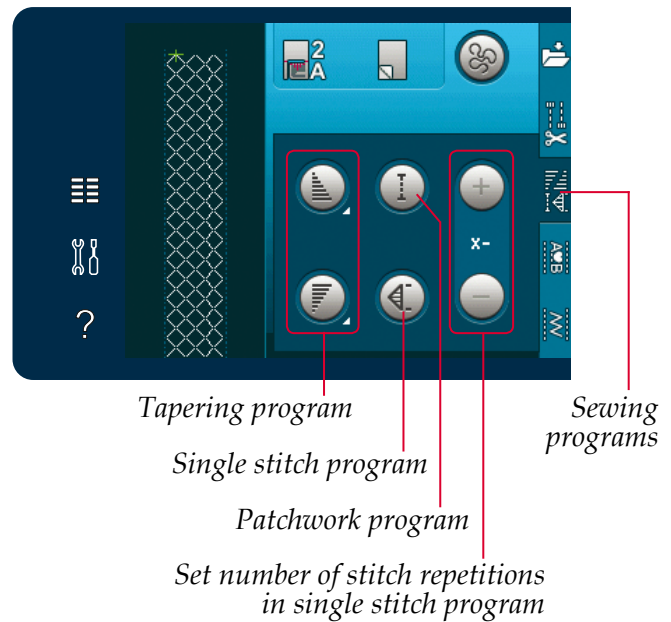 2
A
x-
A♥B
?
Tapering program
Sewing
programs
Single stitch program
Patchwork program
Set number of stitch repetitions
in single stitch program